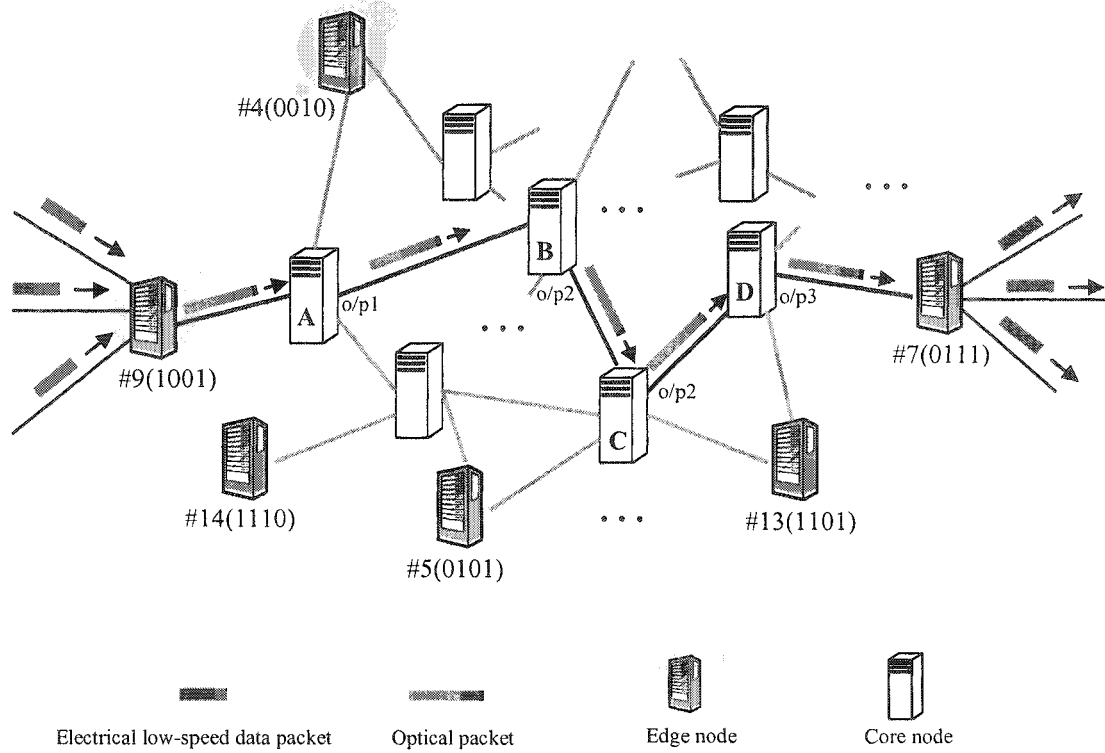 #4(0010)
B
D
A
o/p1
o/p2
o/p3
#9(1001)
#7(0111)
o/p2
C
#14(1110)
#13(1101)
#5(0101)
Electrical low-speed data packet
Optical packet
Edge node
Core node